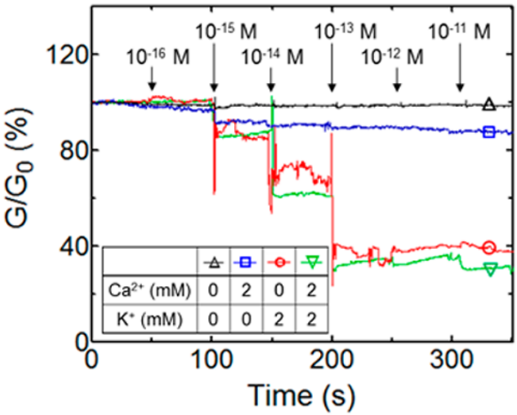 10⁻¹⁵ M 10⁻¹³ M 10⁻¹¹ M
10⁻¹⁶ M 10⁻¹⁴ M 10⁻¹² M
120
80
40
0
G/G₀ (%)
Ca²⁺ (mM) 0 2 0 2
K⁺ (mM) 0 0 2 2
0 100 200 300
Time (s)